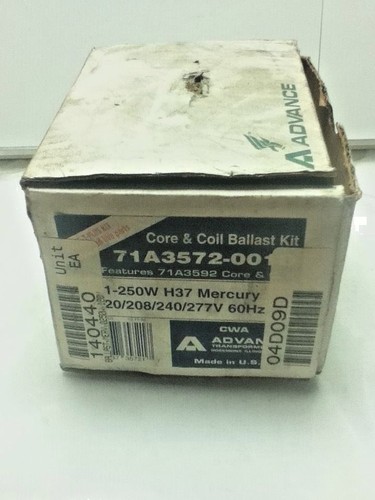 ADVANCE
Core & Coil Ballast Kit
71A3572-001
Features 71A3592 Core &
1-250W H37 Mercury
20/208/240/277V 60Hz
CWA
ADVAN
TRANSFORM
Made in U.S.
Unit
EA
140440
04D09D